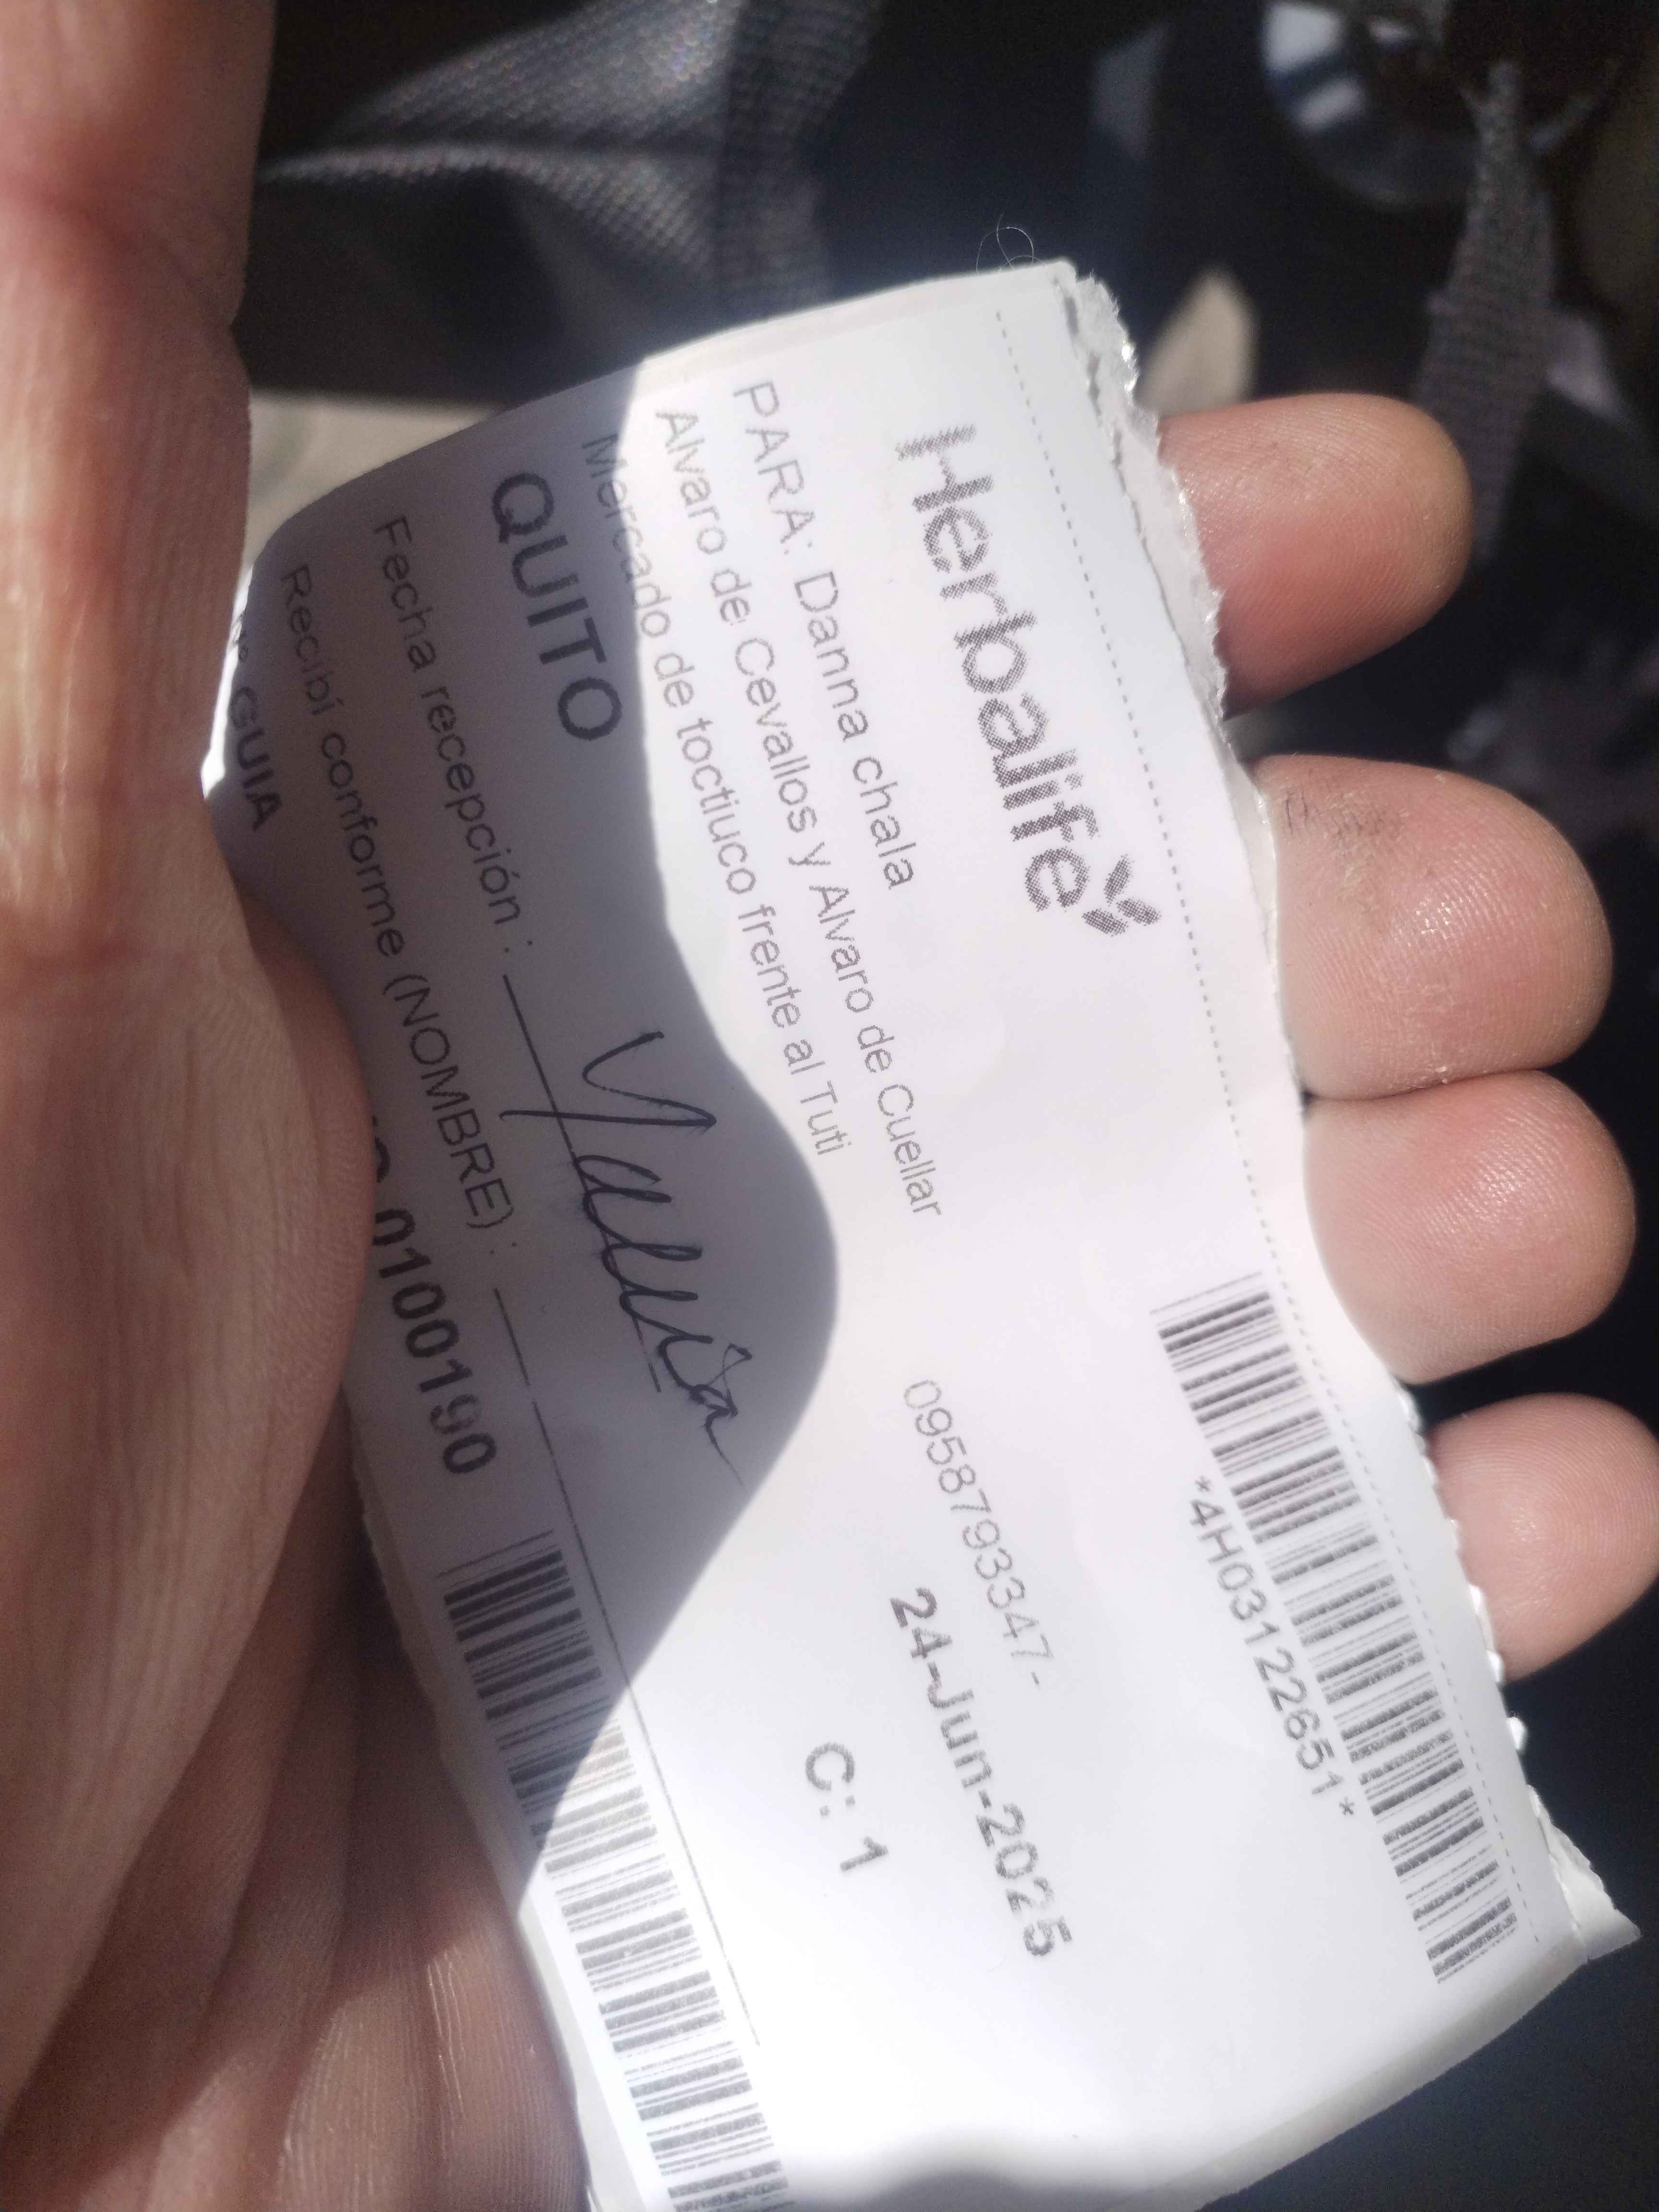 Herbalife
*4H03122651*
PARA: Danna chala
0958793347-
Alvaro de Cevallos y Alvaro de Cuellar
24-Jun-2025
Mercado de toctiuco frente al Tuti
C: 1
QUITO
Fecha recepción :
Recibí conforme (NOMBRE) :
N° GUIA
0100190